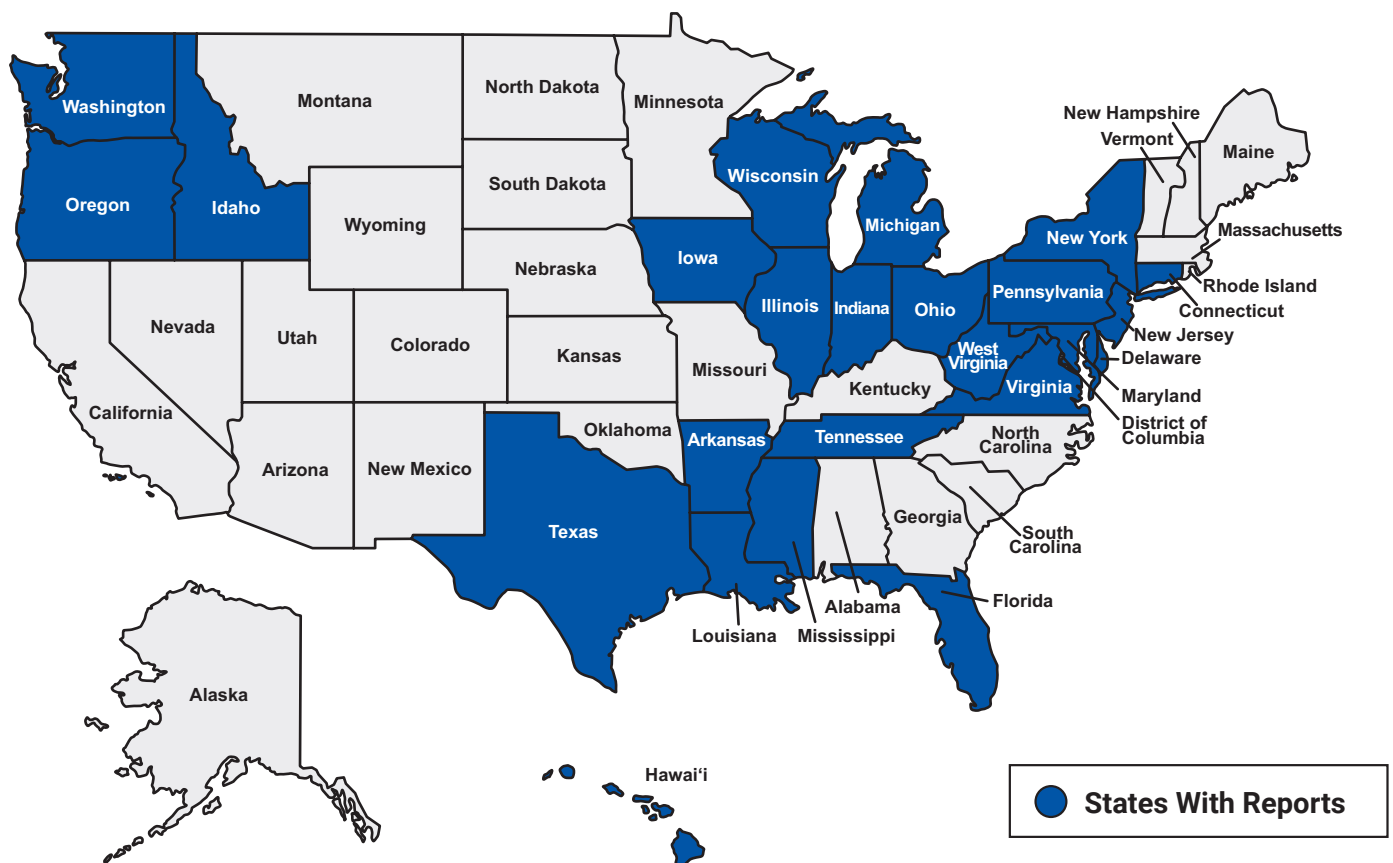 New Hampshire
Vermont
Maine
Washington
Montana
North Dakota
Minnesota
Oregon
Idaho
South Dakota
Wisconsin
Wyoming
Michigan
New York
Massachusetts
Nebraska
Iowa
Rhode Island
Connecticut
Pennsylvania
Illinois
Indiana
Ohio
New Jersey
Nevada
Utah
Colorado
Kansas
Missouri
West
Virginia
Delaware
Kentucky
Virginia
Maryland
California
District of
Columbia
Oklahoma
Arkansas
Tennessee
North
Carolina
Arizona
New Mexico
Georgia
Texas
South
Carolina
Florida
Alabama
Louisiana
Mississippi
Alaska
Hawai‘i
States With Reports